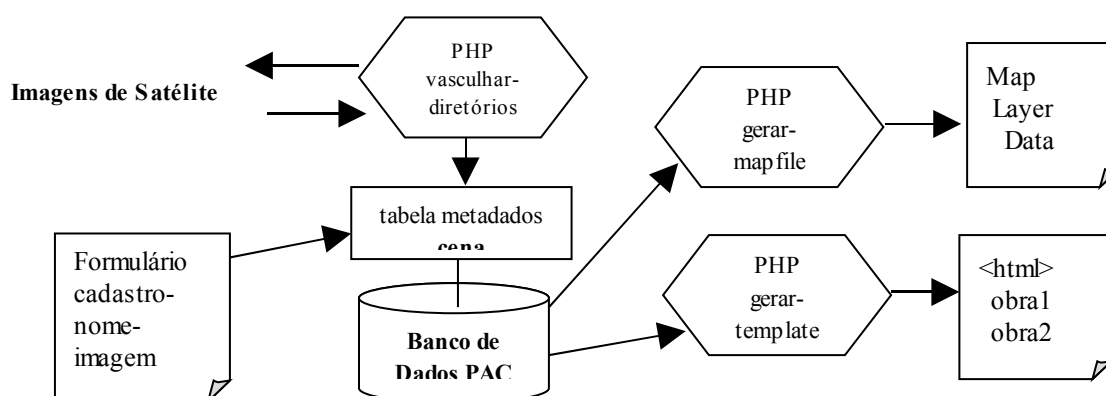 Imagens de Satélite
PHP
vasculhar-
diretórios
PHP
gerar-
mapfile
Map
Layer
Data
tabela metadados
cena
Formulário
cadastro-
nome-
imagem
Banco de
Dados PAC
PHP
gerar-
template
<html>
obra1
obra2